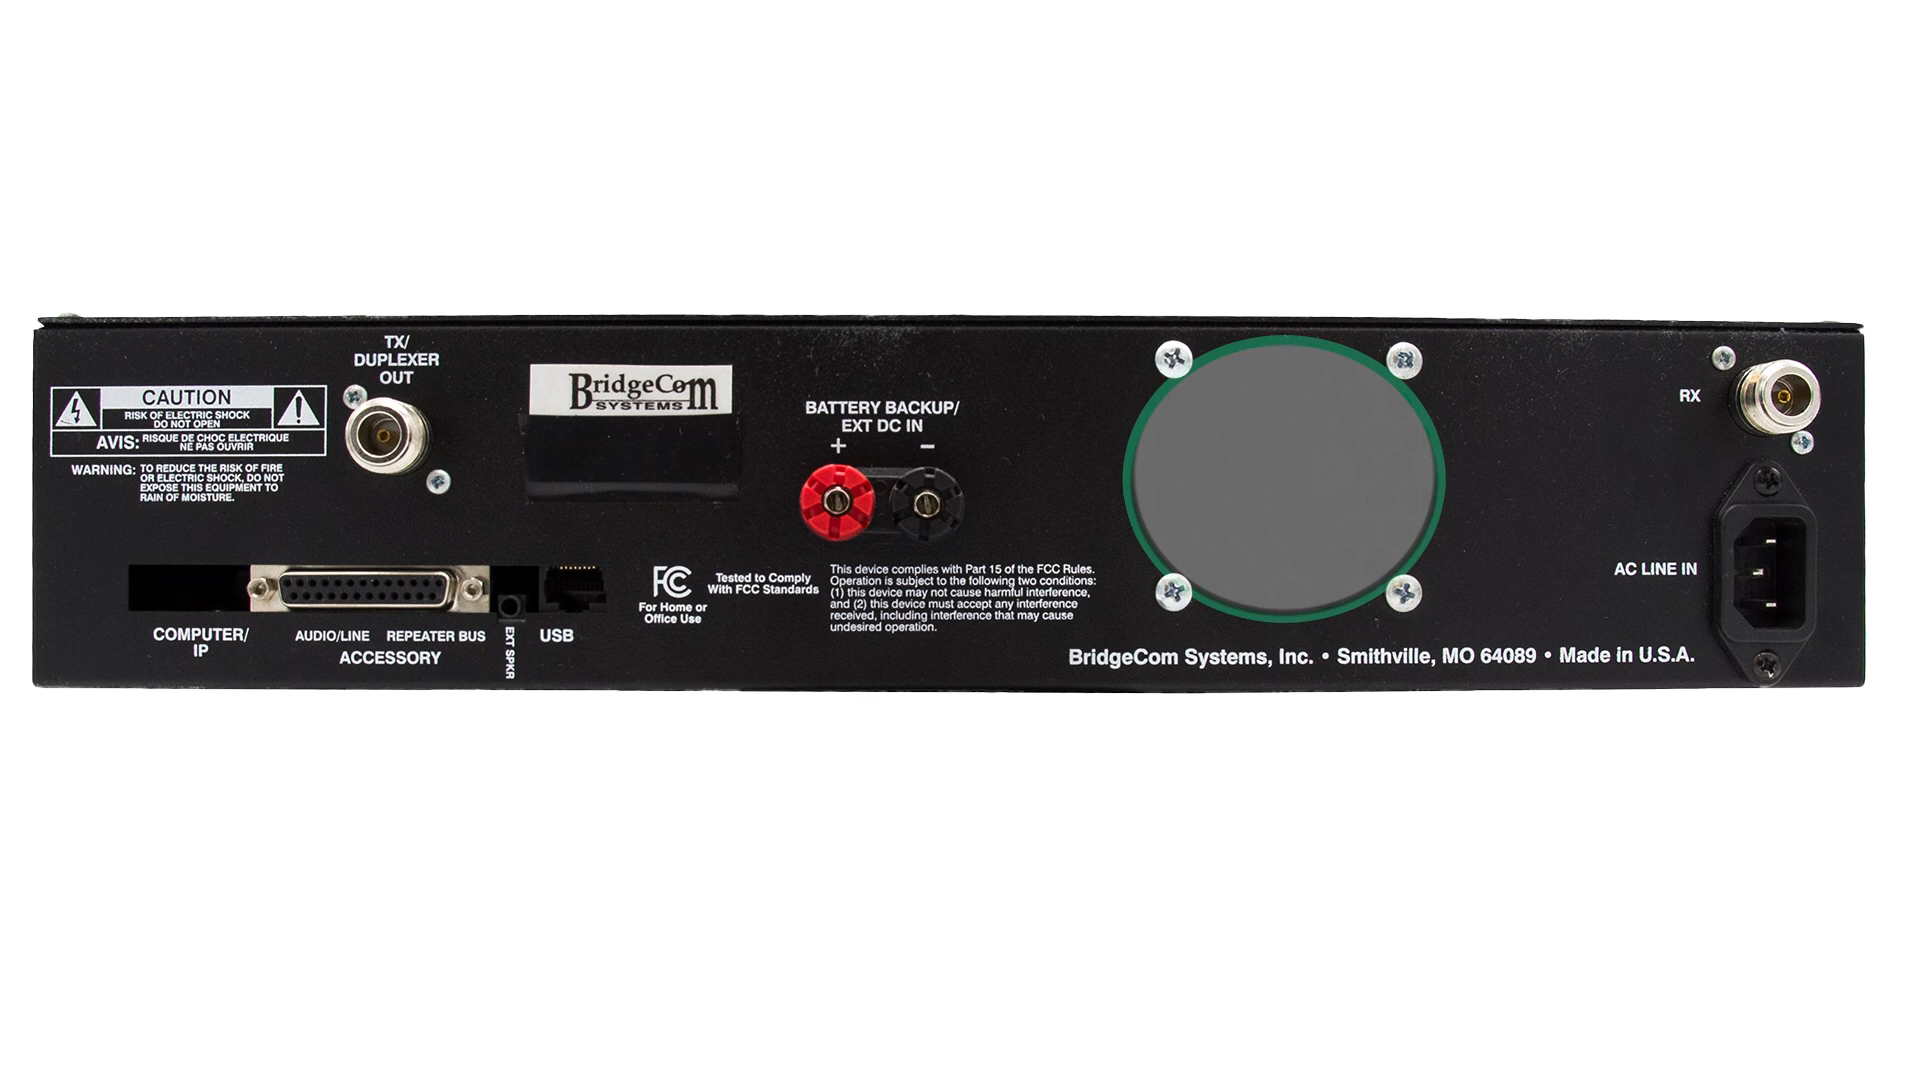 TX/
DUPLEXER
OUT
CAUTION
RISK OF ELECTRIC SHOCK
DO NOT OPEN
AVIS: RISQUE DE CHOC ELECTRIQUE
NE PAS OUVRIR
WARNING: TO REDUCE THE RISK OF FIRE
OR ELECTRIC SHOCK, DO NOT
EXPOSE THIS EQUIPMENT TO
RAIN OF MOISTURE.
BridgeCom
SYSTEMS
BATTERY BACKUP/
EXT DC IN
+ −
RX
AC LINE IN
COMPUTER/
IP
AUDIO/LINE REPEATER BUS
ACCESSORY
EXT SPKR
USB
FC
For Home or
Office Use
Tested to Comply
With FCC Standards
This device complies with Part 15 of the FCC Rules.
Operation is subject to the following two conditions:
(1) this device may not cause harmful interference,
and (2) this device must accept any interference
received, including interference that may cause
undesired operation.
BridgeCom Systems, Inc. • Smithville, MO 64089 • Made in U.S.A.